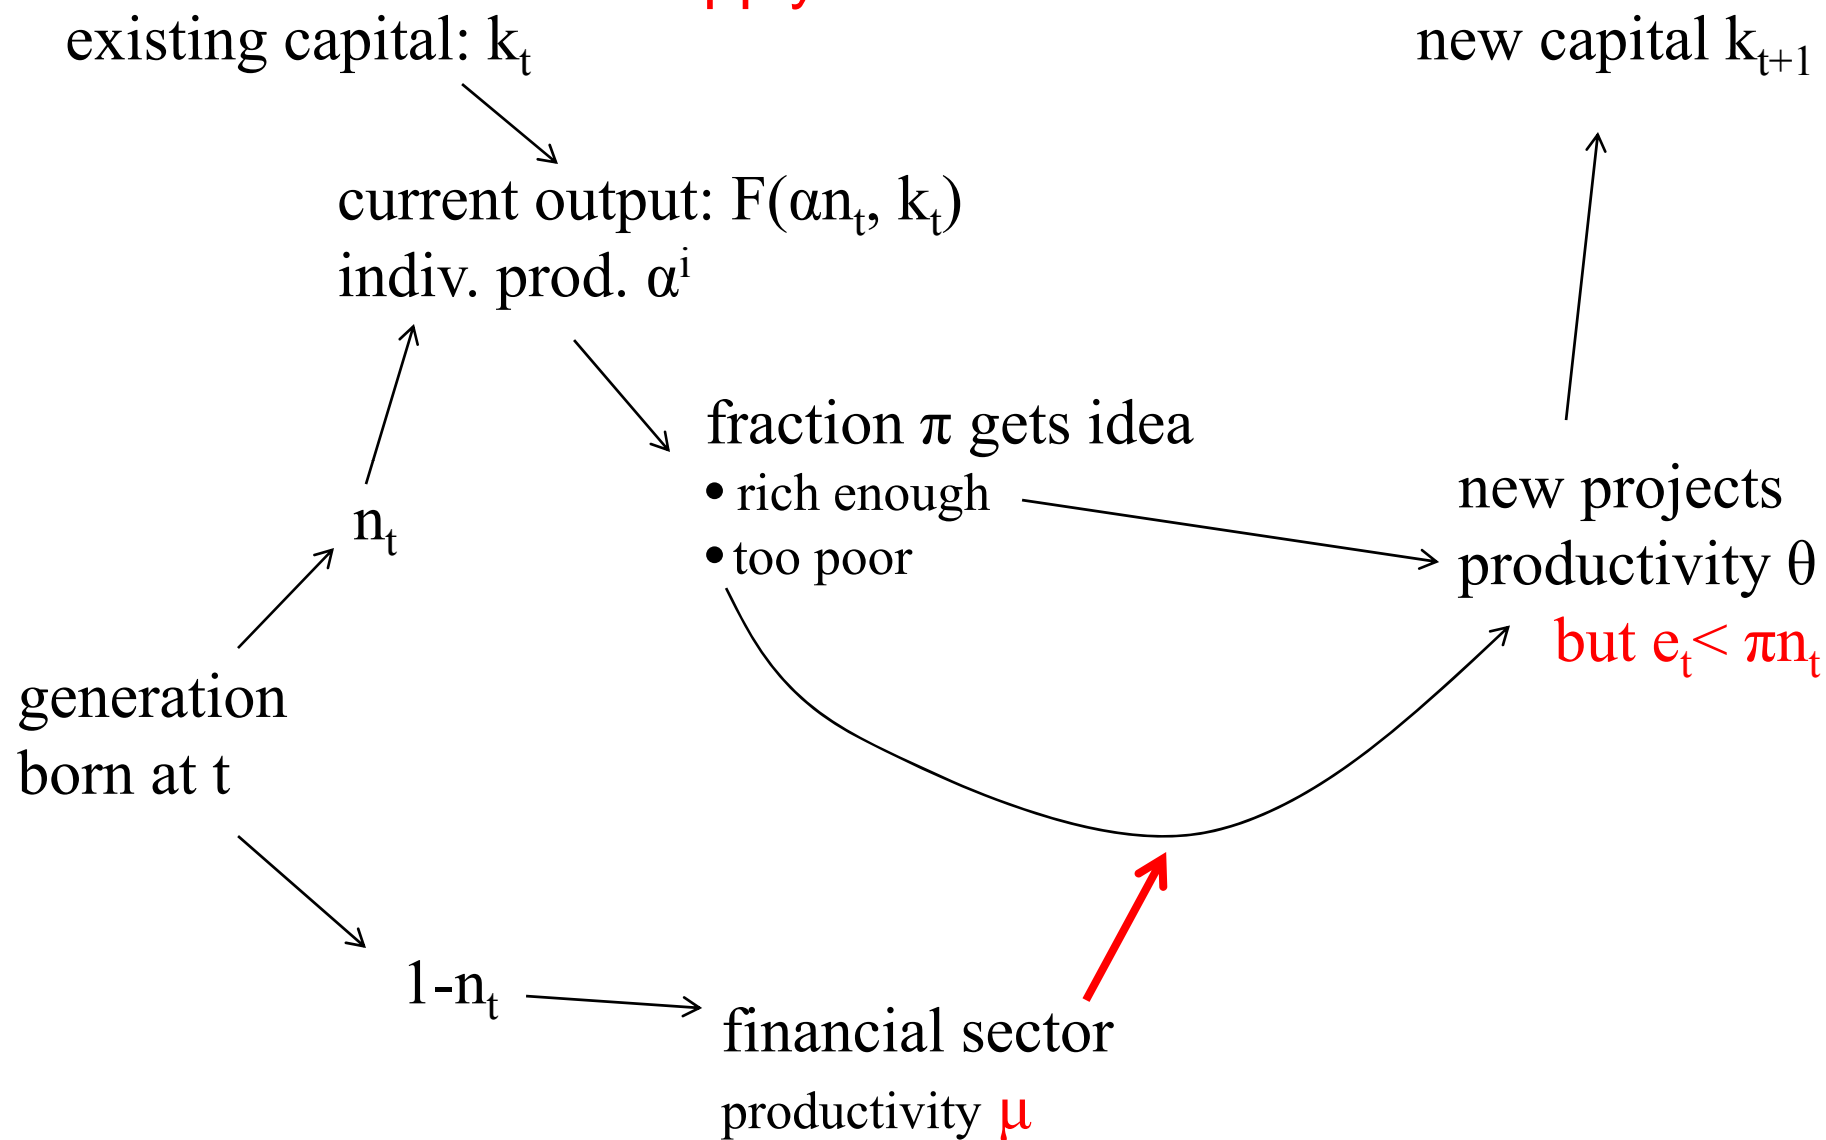 existing capital: kₜ
new capital kₜ₊₁
current output: F(αnₜ, kₜ)
indiv. prod. αⁱ
fraction π gets idea
• rich enough
• too poor
new projects
productivity θ
but eₜ< πnₜ
nₜ
generation
born at t
1-nₜ
financial sector
productivity μ